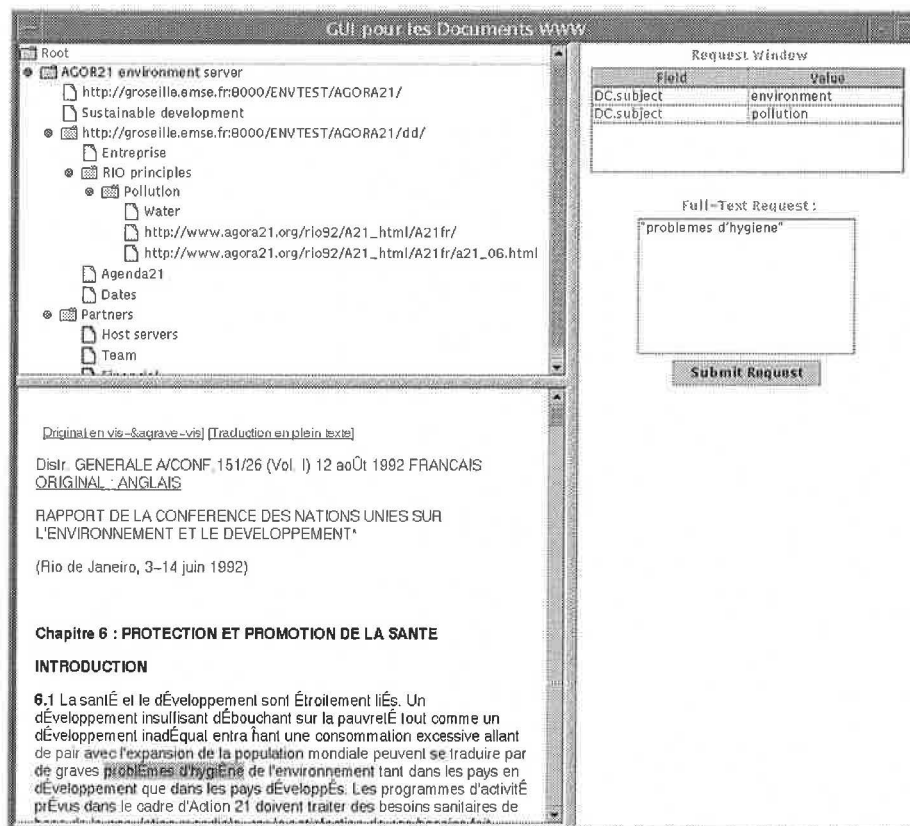 GUI pour les Documents WWW
Root
AGOR21 environment server
http://groseille.emse.fr:8000/ENVTEST/AGORA21/
Sustainable development
http://groseille.emse.fr:8000/ENVTEST/AGORA21/dd/
Entreprise
RIO principles
Pollution
Water
http://www.agora21.org/rio92/A21_html/A21fr/
http://www.agora21.org/rio92/A21_html/A21fr/a21_06.html
Agenda21
Dates
Partners
Host servers
Team
Request Window
Field Value
DC.subject environment
DC.subject pollution
Full-Text Request:
"problemes d'hygiene"
Submit Request
[Original en vis-&agrave-vis] [Traduction en plein texte]
Distr. GENERALE A/CONF.151/26 (Vol. I) 12 aoÛt 1992 FRANCAIS
ORIGINAL : ANGLAIS
RAPPORT DE LA CONFERENCE DES NATIONS UNIES SUR
L'ENVIRONNEMENT ET LE DEVELOPPEMENT*
(Rio de Janeiro, 3-14 juin 1992)
Chapitre 6 : PROTECTION ET PROMOTION DE LA SANTE
INTRODUCTION
6.1 La santÉ et le dÉveloppement sont Étroitement liÉs. Un
dÉveloppement insuffisant dÉbouchant sur la pauvretÉ tout comme un
dÉveloppement inadÉquat entra Înant une consommation excessive allant
de pair avec l'expansion de la population mondiale peuvent se traduire par
de graves problÈmes d'hygiÈne de l'environnement tant dans les pays en
dÉveloppement que dans les pays dÉveloppÉs. Les programmes d'activitÉ
prÉvus dans le cadre d'Action 21 doivent traiter des besoins sanitaires de